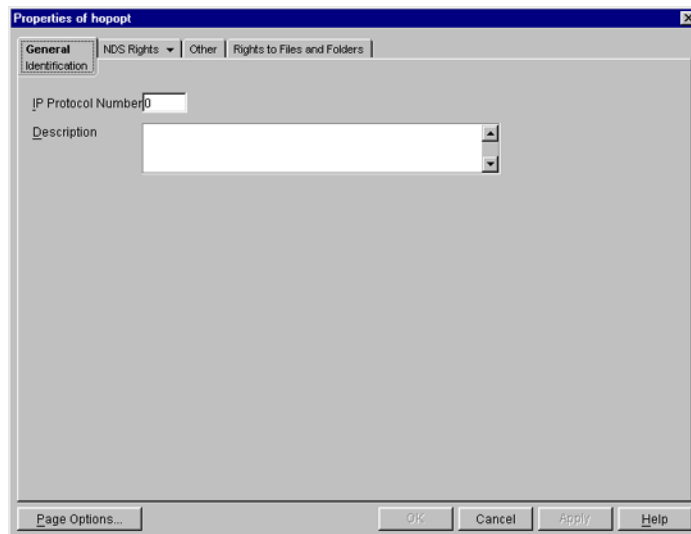 Properties of hopopt
General NDS Rights Other Rights to Files and Folders
Identification
IP Protocol Number 0
Description
Page Options... OK Cancel Apply Help